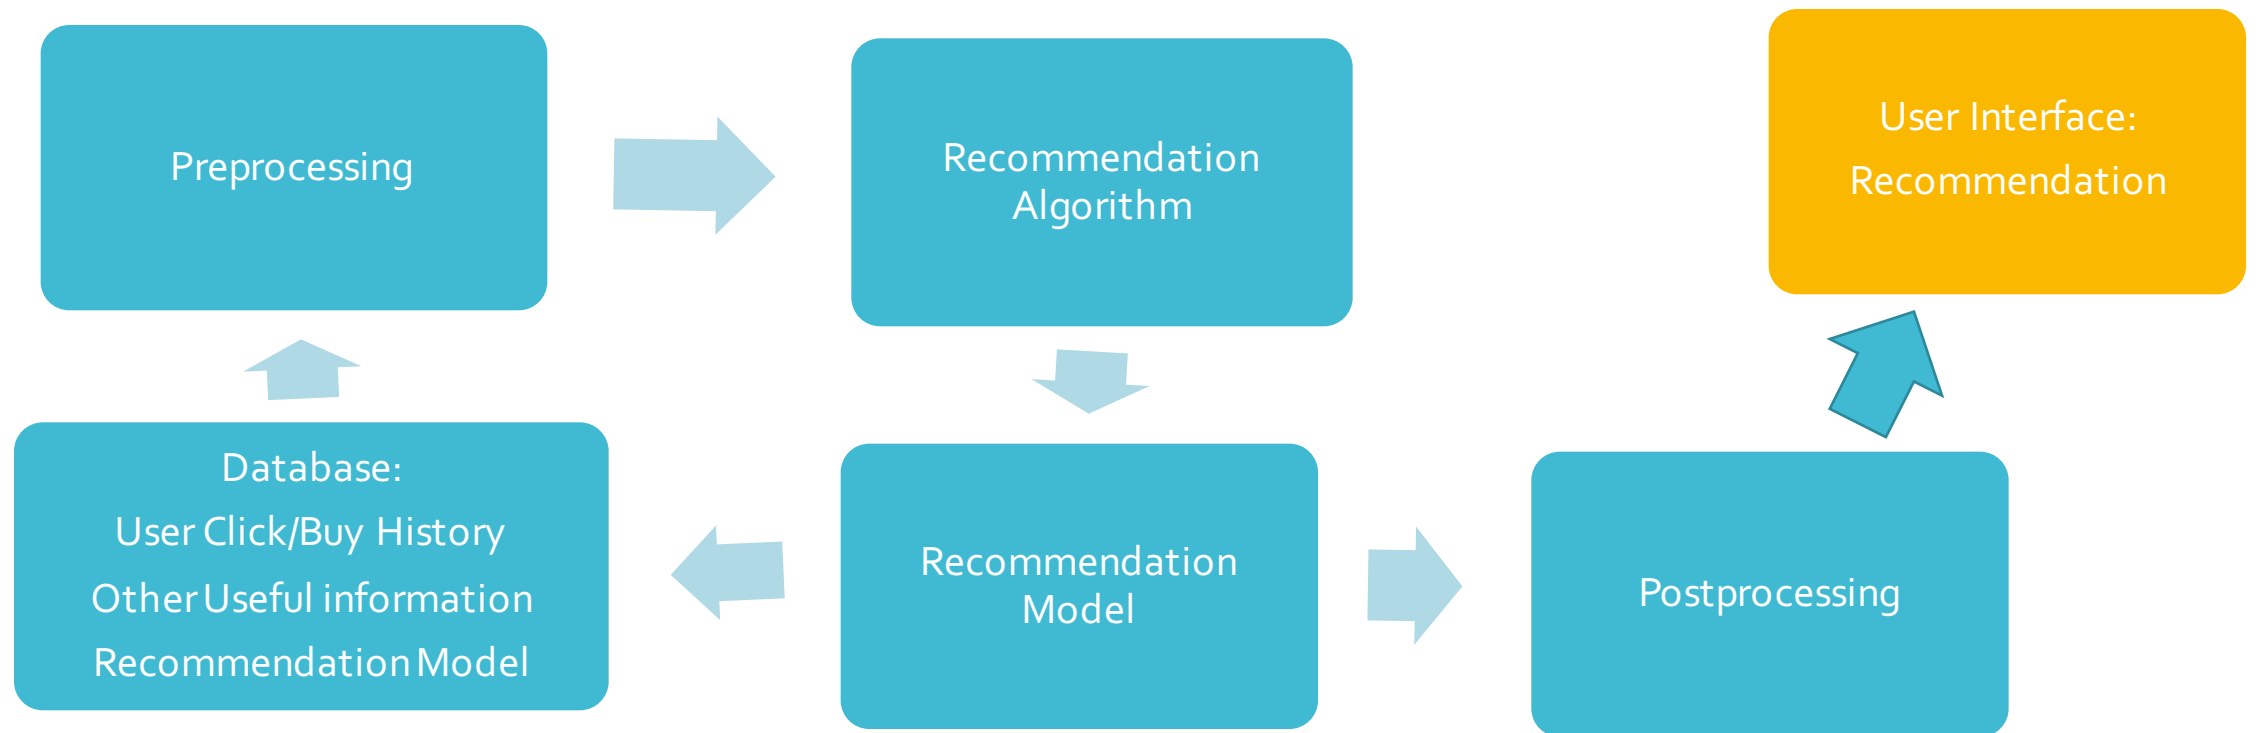 Preprocessing
Recommendation
Algorithm
User Interface:
Recommendation
Database:
User Click/Buy History
Other Useful information
Recommendation Model
Recommendation
Model
Postprocessing